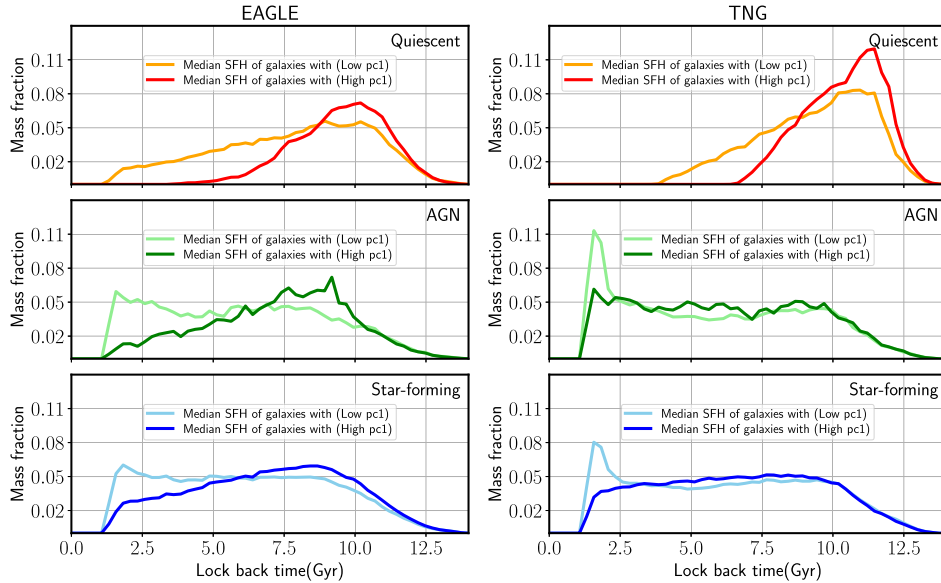 EAGLE
TNG
Quiescent
Median SFH of galaxies with (Low pc1)
Median SFH of galaxies with (High pc1)
Mass fraction
0.11
0.08
0.05
0.02
Quiescent
Median SFH of galaxies with (Low pc1)
Median SFH of galaxies with (High pc1)
Mass fraction
0.11
0.08
0.05
0.02
AGN
Median SFH of galaxies with (Low pc1)
Median SFH of galaxies with (High pc1)
Mass fraction
0.11
0.08
0.05
0.02
AGN
Median SFH of galaxies with (Low pc1)
Median SFH of galaxies with (High pc1)
Mass fraction
0.11
0.08
0.05
0.02
Star-forming
Median SFH of galaxies with (Low pc1)
Median SFH of galaxies with (High pc1)
Mass fraction
0.11
0.08
0.05
0.02
0.0 2.5 5.0 7.5 10.0 12.5
Lock back time(Gyr)
Star-forming
Median SFH of galaxies with (Low pc1)
Median SFH of galaxies with (High pc1)
Mass fraction
0.11
0.08
0.05
0.02
0.0 2.5 5.0 7.5 10.0 12.5
Lock back time(Gyr)